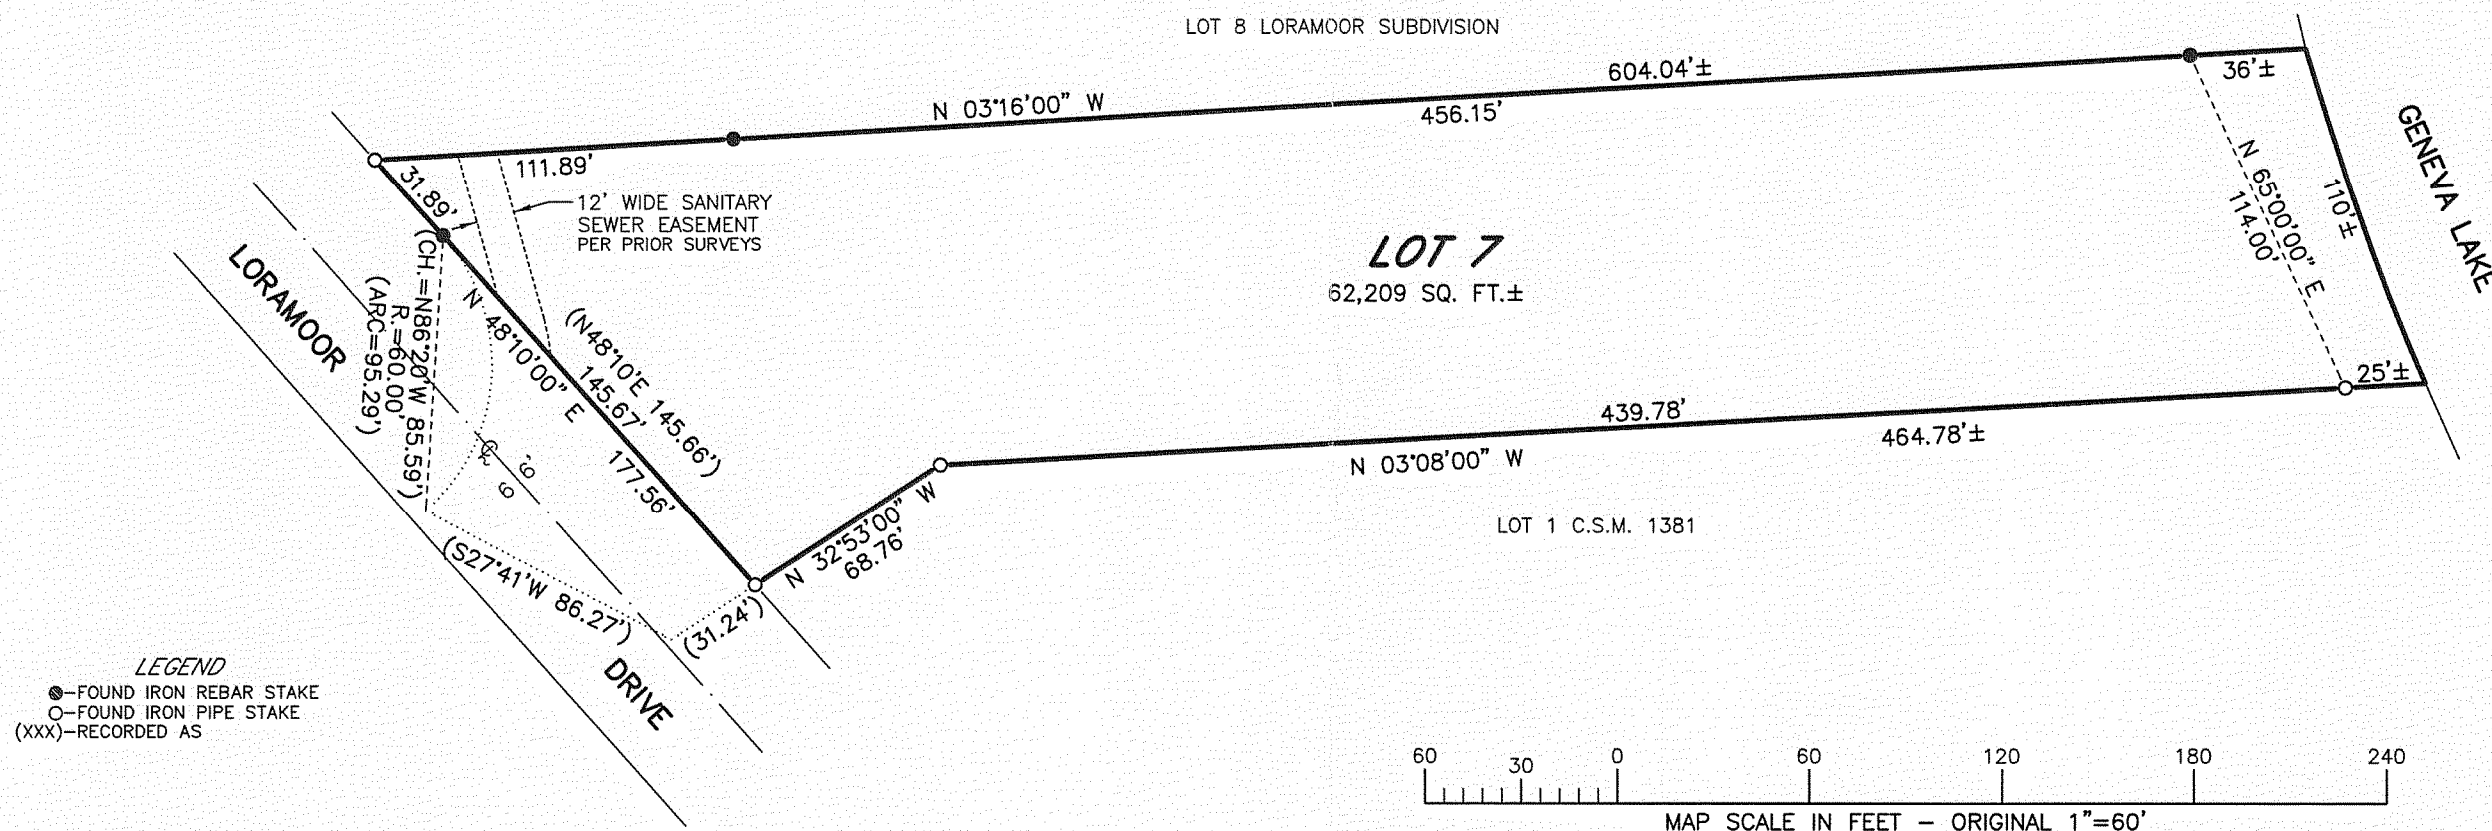 LOT 8 LORAMOOR SUBDIVISION
604.04'±
36'±
N 03°16'00" W
456.15'
111.89'
31.89'
12' WIDE SANITARY
SEWER EASEMENT
PER PRIOR SURVEYS
GENEVA LAKE
N 65°00'00" E
114.00'
110'±
LOT 7
62,209 SQ. FT.±
LORAMOOR
(CH.=N86°20'W 85.59')
R.=60.00'
(ARC=95.29')
N 48°10'00" E
(N48°10'E 145.66')
145.67'
177.56'
25'±
439.78'
464.78'±
N 03°08'00" W
LOT 1 C.S.M. 1381
N 32°53'00" W
68.76'
(S27°41'W 86.27')
(31.24')
DRIVE
LEGEND
-FOUND IRON REBAR STAKE
-FOUND IRON PIPE STAKE
(XXX)-RECORDED AS
60 30 0 60 120 180 240
MAP SCALE IN FEET - ORIGINAL 1"=60'